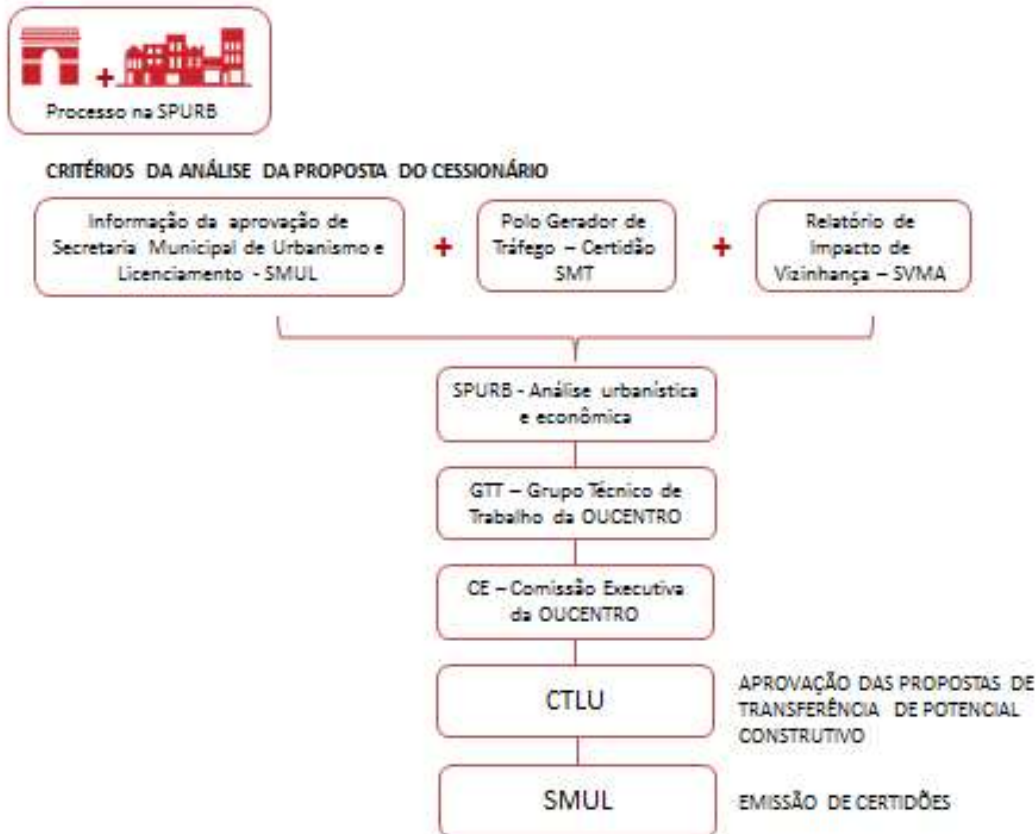 Processo na SPURB
CRITÉRIOS DA ANÁLISE DA PROPOSTA DO CESSIONÁRIO
Informação da aprovação de
Secretaria Municipal de Urbanismo e
Licenciamento - SMUL
+
Polo Gerador de
Tráfego – Certidão
SMT
+
Relatório de
Impacto de
Vizinhança – SVMA
SPURB - Análise urbanística
e econômica
GTT – Grupo Técnico de
Trabalho da OUCENTRO
CE – Comissão Executiva
da OUCENTRO
CTLU
APROVAÇÃO DAS PROPOSTAS DE
TRANSFERÊNCIA DE POTENCIAL
CONSTRUTIVO
SMUL
EMISSÃO DE CERTIDÕES